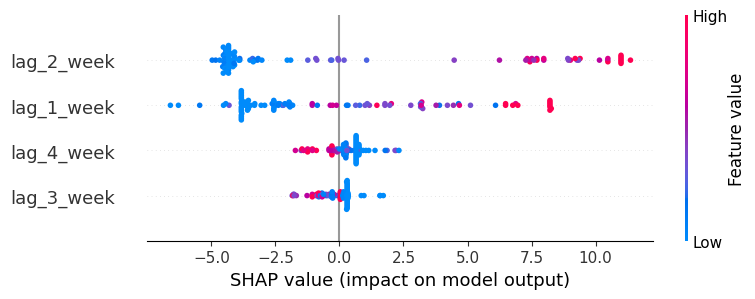 High
lag_2_week
lag_1_week
lag_4_week
lag_3_week
Feature value
Low
−5.0 −2.5 0.0 2.5 5.0 7.5 10.0
SHAP value (impact on model output)